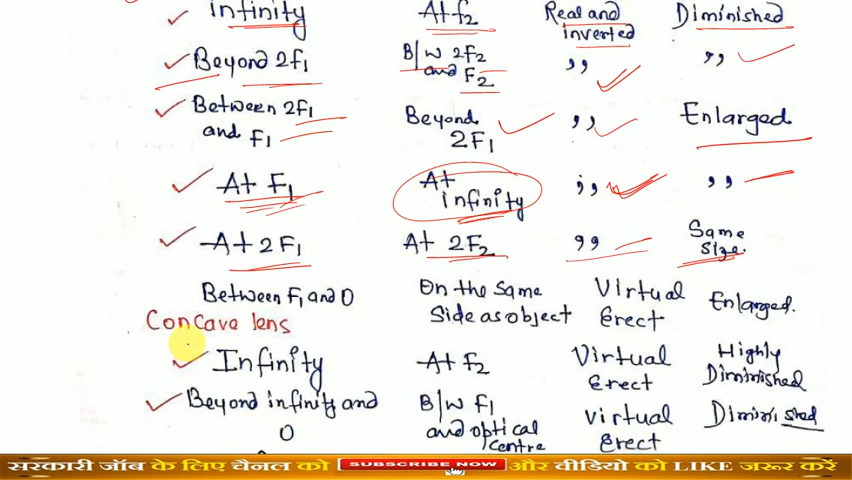 infinity At f2 Real and inverted Diminished
Beyond 2F1 B/W 2F2 and F2 ,, ,,
Between 2F1 and F1 Beyond 2F1 ,, Enlarged
At F1 At infinity ,, ,,
At 2F1 At 2F2 ,, Same size.
Between F1 and O On the same side as object Virtual Erect Enlarged.
Concave lens
Infinity At F2 Virtual Erect Highly Diminished
Beyond infinity and O B/W F1 and optical centre virtual Erect Diminished
सरकारी जॉब के लिए चैनल को SUBSCRIBE NOW और वीडियो को LIKE जरूर करें